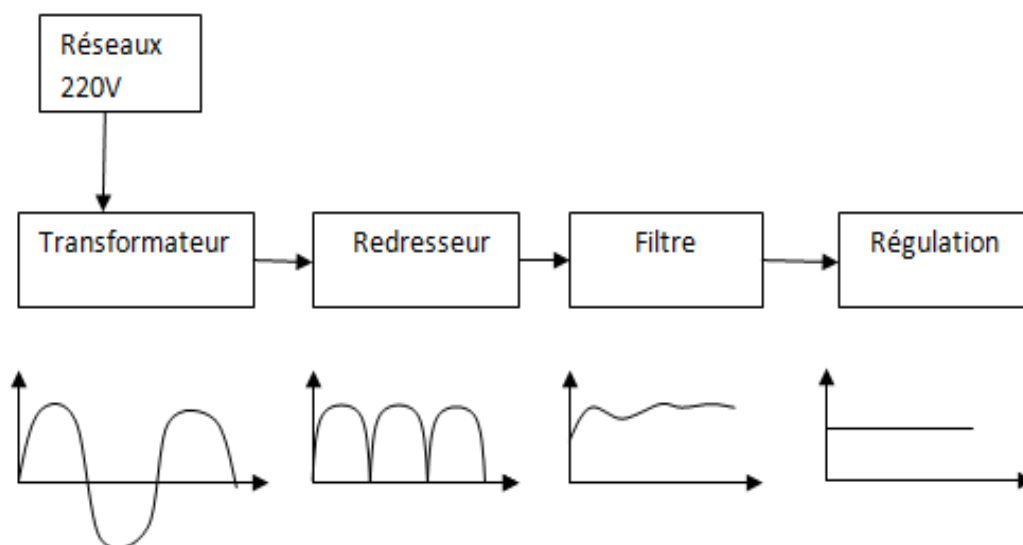 Réseaux
220V
Transformateur
Redresseur
Filtre
Régulation